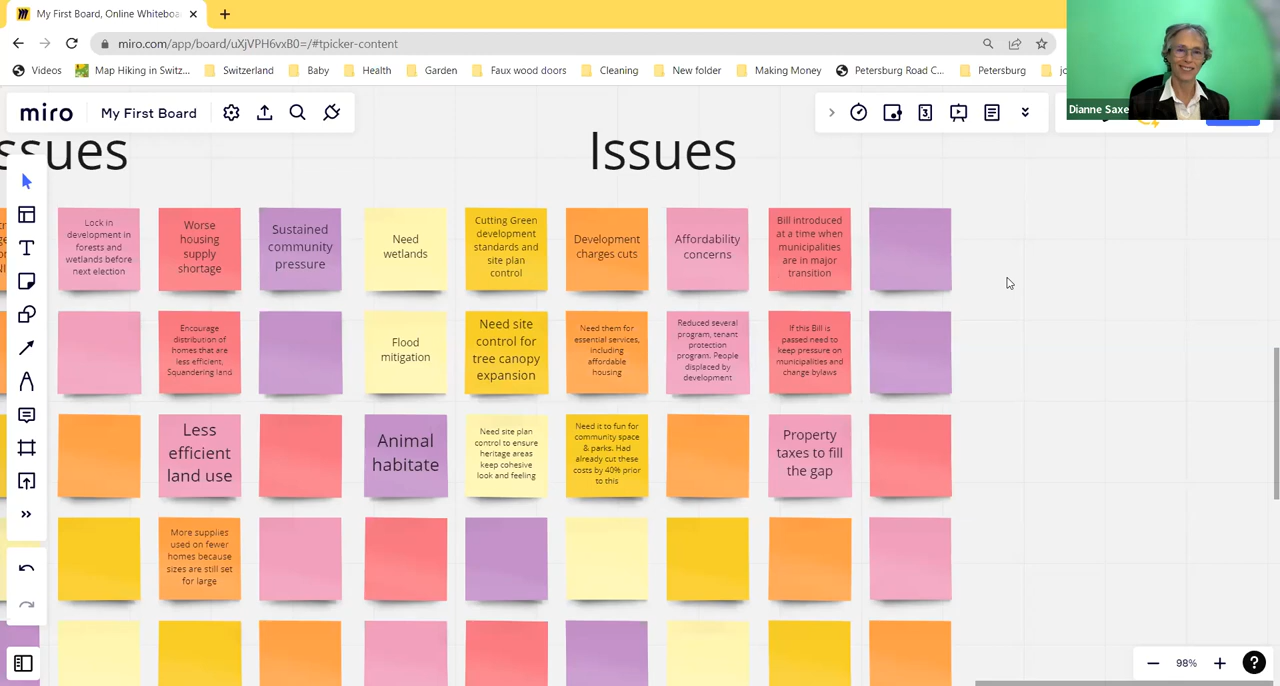 My First Board, Online Whiteboa
miro.com/app/board/uXjVPH6vxB0=/#tpicker-content
Videos
Map Hiking in Switz...
Switzerland
Baby
Health
Garden
Faux wood doors
Cleaning
New folder
Making Money
Petersburg Road C...
Petersburg
Dianne Saxe
miro
My First Board
ssues
Issues
Lock in
development in
forests and
wetlands before
next election
Worse
housing
supply
shortage
Sustained
community
pressure
Need
wetlands
Cutting Green
development
standards and
site plan
control
Development
charges cuts
Affordability
concerns
Bill introduced
at a time when
municipalities
are in major
transition
Encourage
distribution of
homes that are
less efficient,
Squandering land
Flood
mitigation
Need site
control for
tree canopy
expansion
Need them for
essential services,
including
affordable
housing
Reduced several
program, tenant
protection
program. People
displaced by
development
If this Bill is
passed need to
keep pressure on
municipalities and
change bylaws
Less
efficient
land use
Animal
habitate
Need site plan
control to ensure
heritage areas
keep cohesive
look and feeling
Need it to fun for
community space
& parks. Had
already cut these
costs by 40% prior
to this
Property
taxes to fill
the gap
More supplies
used on fewer
homes because
sizes are still set
for large
98%